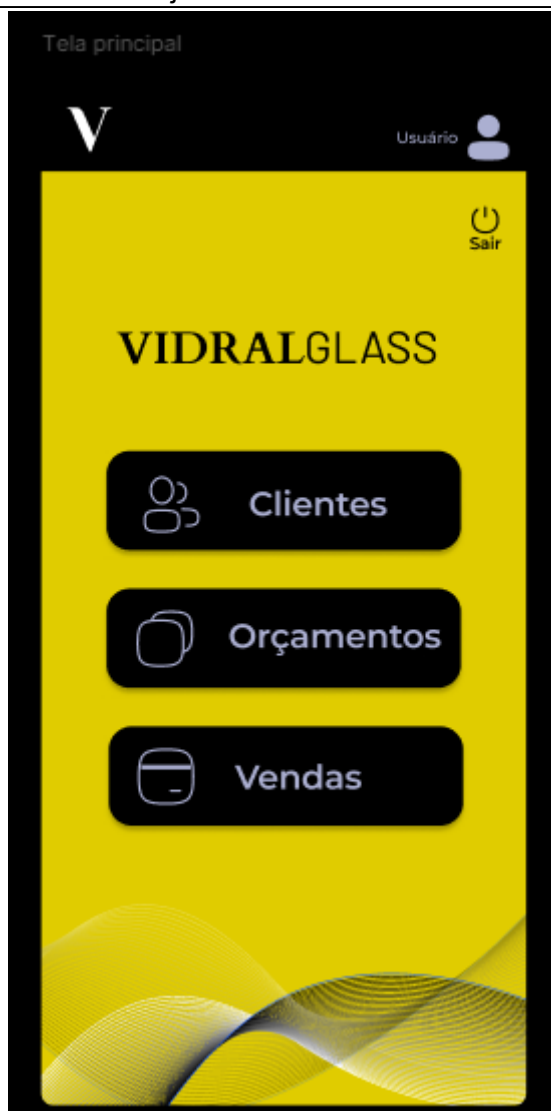 Tela principal
V
Usuário
Sair
VIDRALGLASS
Clientes
Orçamentos
Vendas